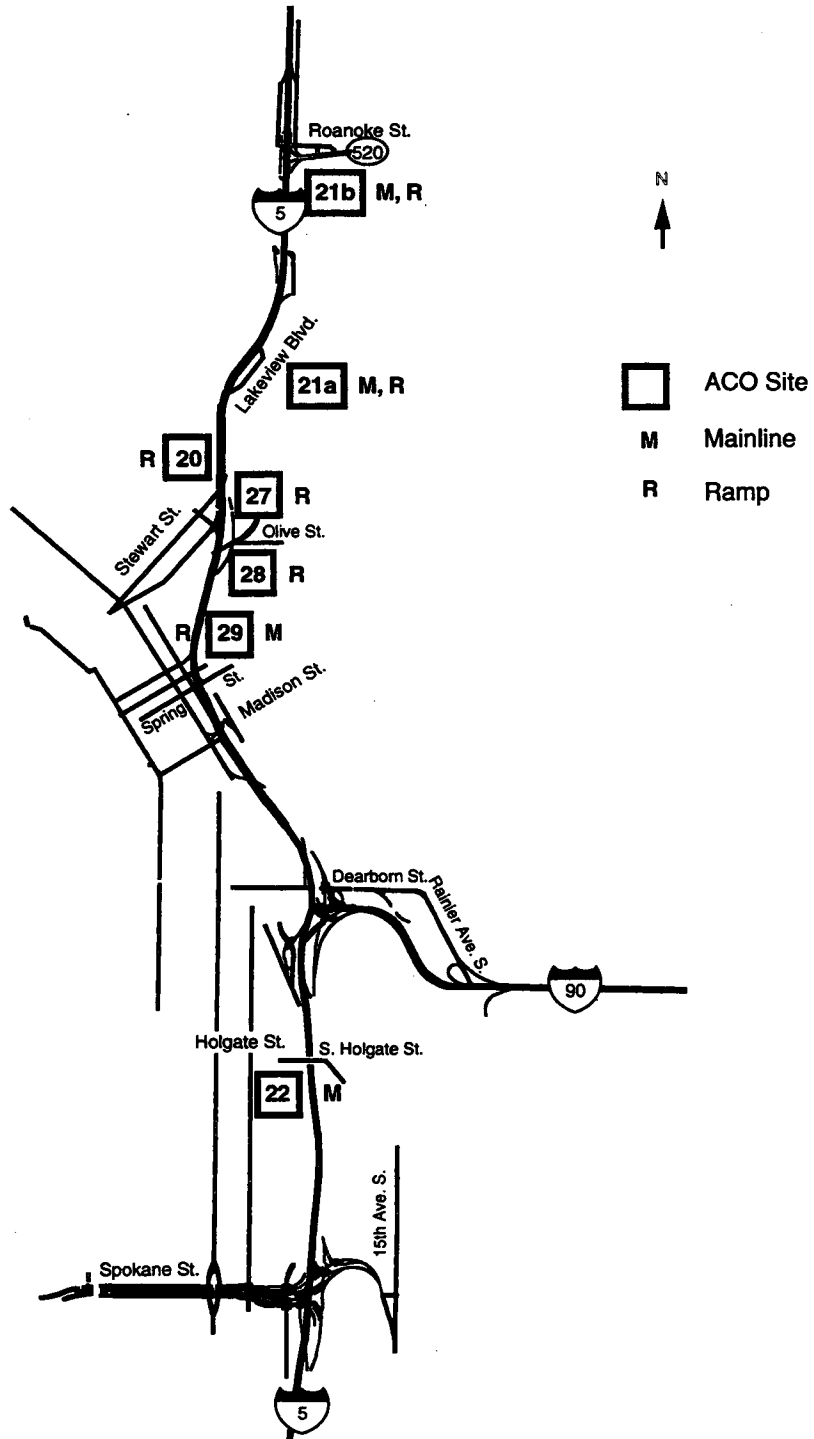 Roanoke St.
520
N
21b M, R
5
Lakeview Blvd.
21a M, R
ACO Site
M Mainline
R 20
R Ramp
27 R
Stewart St.
Olive St.
28 R
R 29 M
Spring St.
Madison St.
Dearborn St.
Rainier Ave. S.
90
Holgate St.
S. Holgate St.
22 M
15th Ave. S.
Spokane St.
5